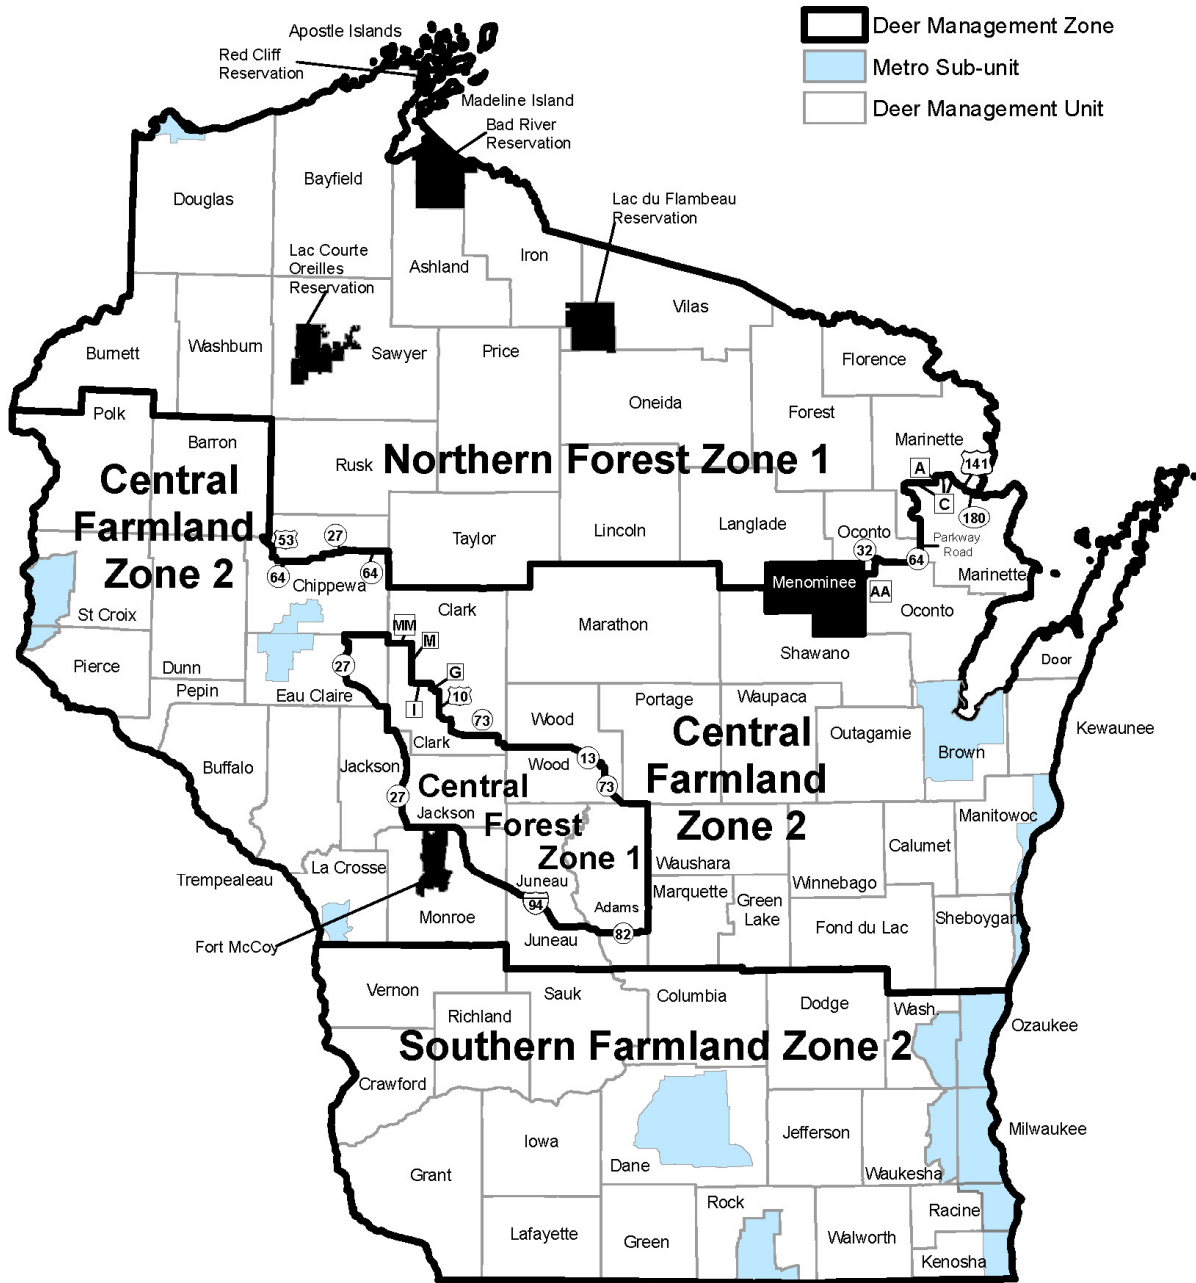 Deer Management Zone
Metro Sub-unit
Deer Management Unit
Apostle Islands
Red Cliff
Reservation
Madeline Island
Bad River
Reservation
Douglas
Bayfield
Lac du Flambeau
Reservation
Lac Courte
Oreilles
Reservation
Ashland
Iron
Vilas
Burnett
Washburn
Sawyer
Price
Florence
Polk
Oneida
Forest
Barron
Rusk
Northern Forest Zone 1
Marinette
A
141
C
180
Central
Farmland
Zone 2
53
27
64
64
Chippewa
Taylor
Lincoln
Langlade
Oconto
32
64
Parkway
Road
Marinette
Menominee
AA
Oconto
St Croix
Clark
MM
M
Marathon
Shawano
Pierce
Dunn
Pepin
27
Eau Claire
G
10
I
73
Door
Portage
Waupaca
Wood
Clark
Wood
13
73
Central
Farmland
Zone 2
Outagamie
Brown
Kewaunee
Buffalo
Jackson
27
Jackson
Central
Forest
Zone 1
Manitowoc
Calumet
Trempealeau
La Crosse
Waushara
Marquette
Winnebago
Juneau
94
Adams
Green
Lake
Monroe
Fort McCoy
82
Juneau
Fond du Lac
Sheboygan
Vernon
Sauk
Columbia
Dodge
Wash.
Richland
Ozaukee
Southern Farmland Zone 2
Crawford
Iowa
Dane
Jefferson
Waukesha
Milwaukee
Grant
Rock
Racine
Lafayette
Green
Walworth
Kenosha